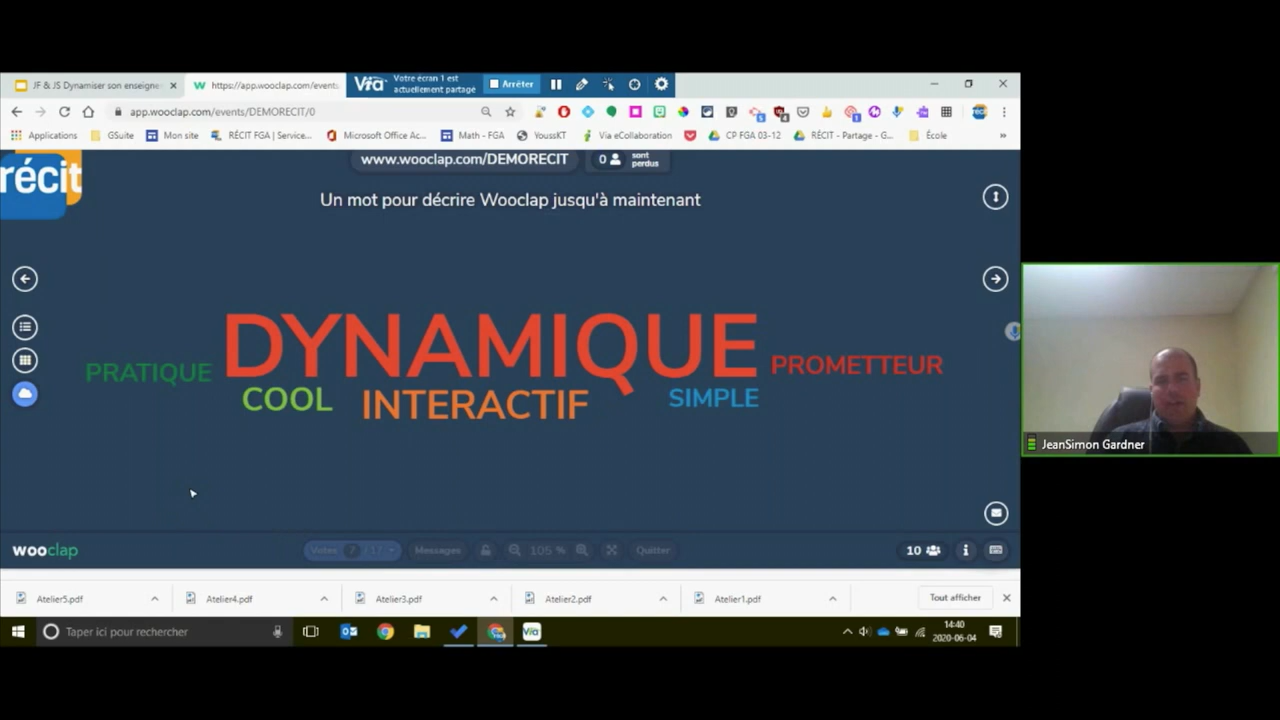 JF & JS Dynamiser son enseigne
https://app.wooclap.com/events
Via
Votre écran 1 est
actuellement partagé
Arrêter
app.wooclap.com/events/DEMORECIT/0
Applications
GSuite
Mon site
RÉCIT FGA | Service...
Microsoft Office Ac...
Math - FGA
YoussKT
Via eCollaboration
CP FGA 03-12
RÉCIT - Partage - G...
École
»
récit
www.wooclap.com/DEMORECIT
0
sont
perdus
Un mot pour décrire Wooclap jusqu'à maintenant
DYNAMIQUE
PRATIQUE
PROMETTEUR
COOL
INTERACTIF
SIMPLE
JeanSimon Gardner
wooclap
Votes 7 / 17
Messages
105 %
Quitter
10
Atelier5.pdf
Atelier4.pdf
Atelier3.pdf
Atelier2.pdf
Atelier1.pdf
Tout afficher
Taper ici pour rechercher
Via
14:40
2020-06-04